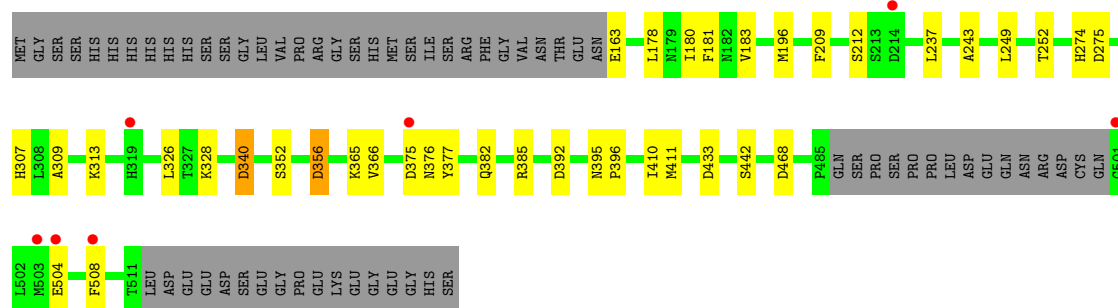 MET GLY SER SER HIS HIS HIS HIS HIS HIS SER SER GLY LEU VAL PRO ARG GLY SER HIS MET SER ILE SER ARG PHE GLY VAL ASN THR GLU ASN E163 L178 N179 I180 F181 N182 V183 M196 F209 S212 S213 D214 L237 A243 L249 T252 H274 D275
H307 L308 A309 K313 H319 L326 T327 K328 D340 S352 D356 K365 V366 D375 N376 Y377 Q382 R385 D392 N395 P396 I410 M411 D433 S442 D468 P485 GLN SER PRO PRO SER PRO PRO LEU ASP GLU GLN ASN ARG ASP CYS GLN
L502 M503 E504 F508 T511 LEU ASP GLU GLU ASP SER GLU GLY PRO GLU LYS GLU GLY GLU GLY HIS SER